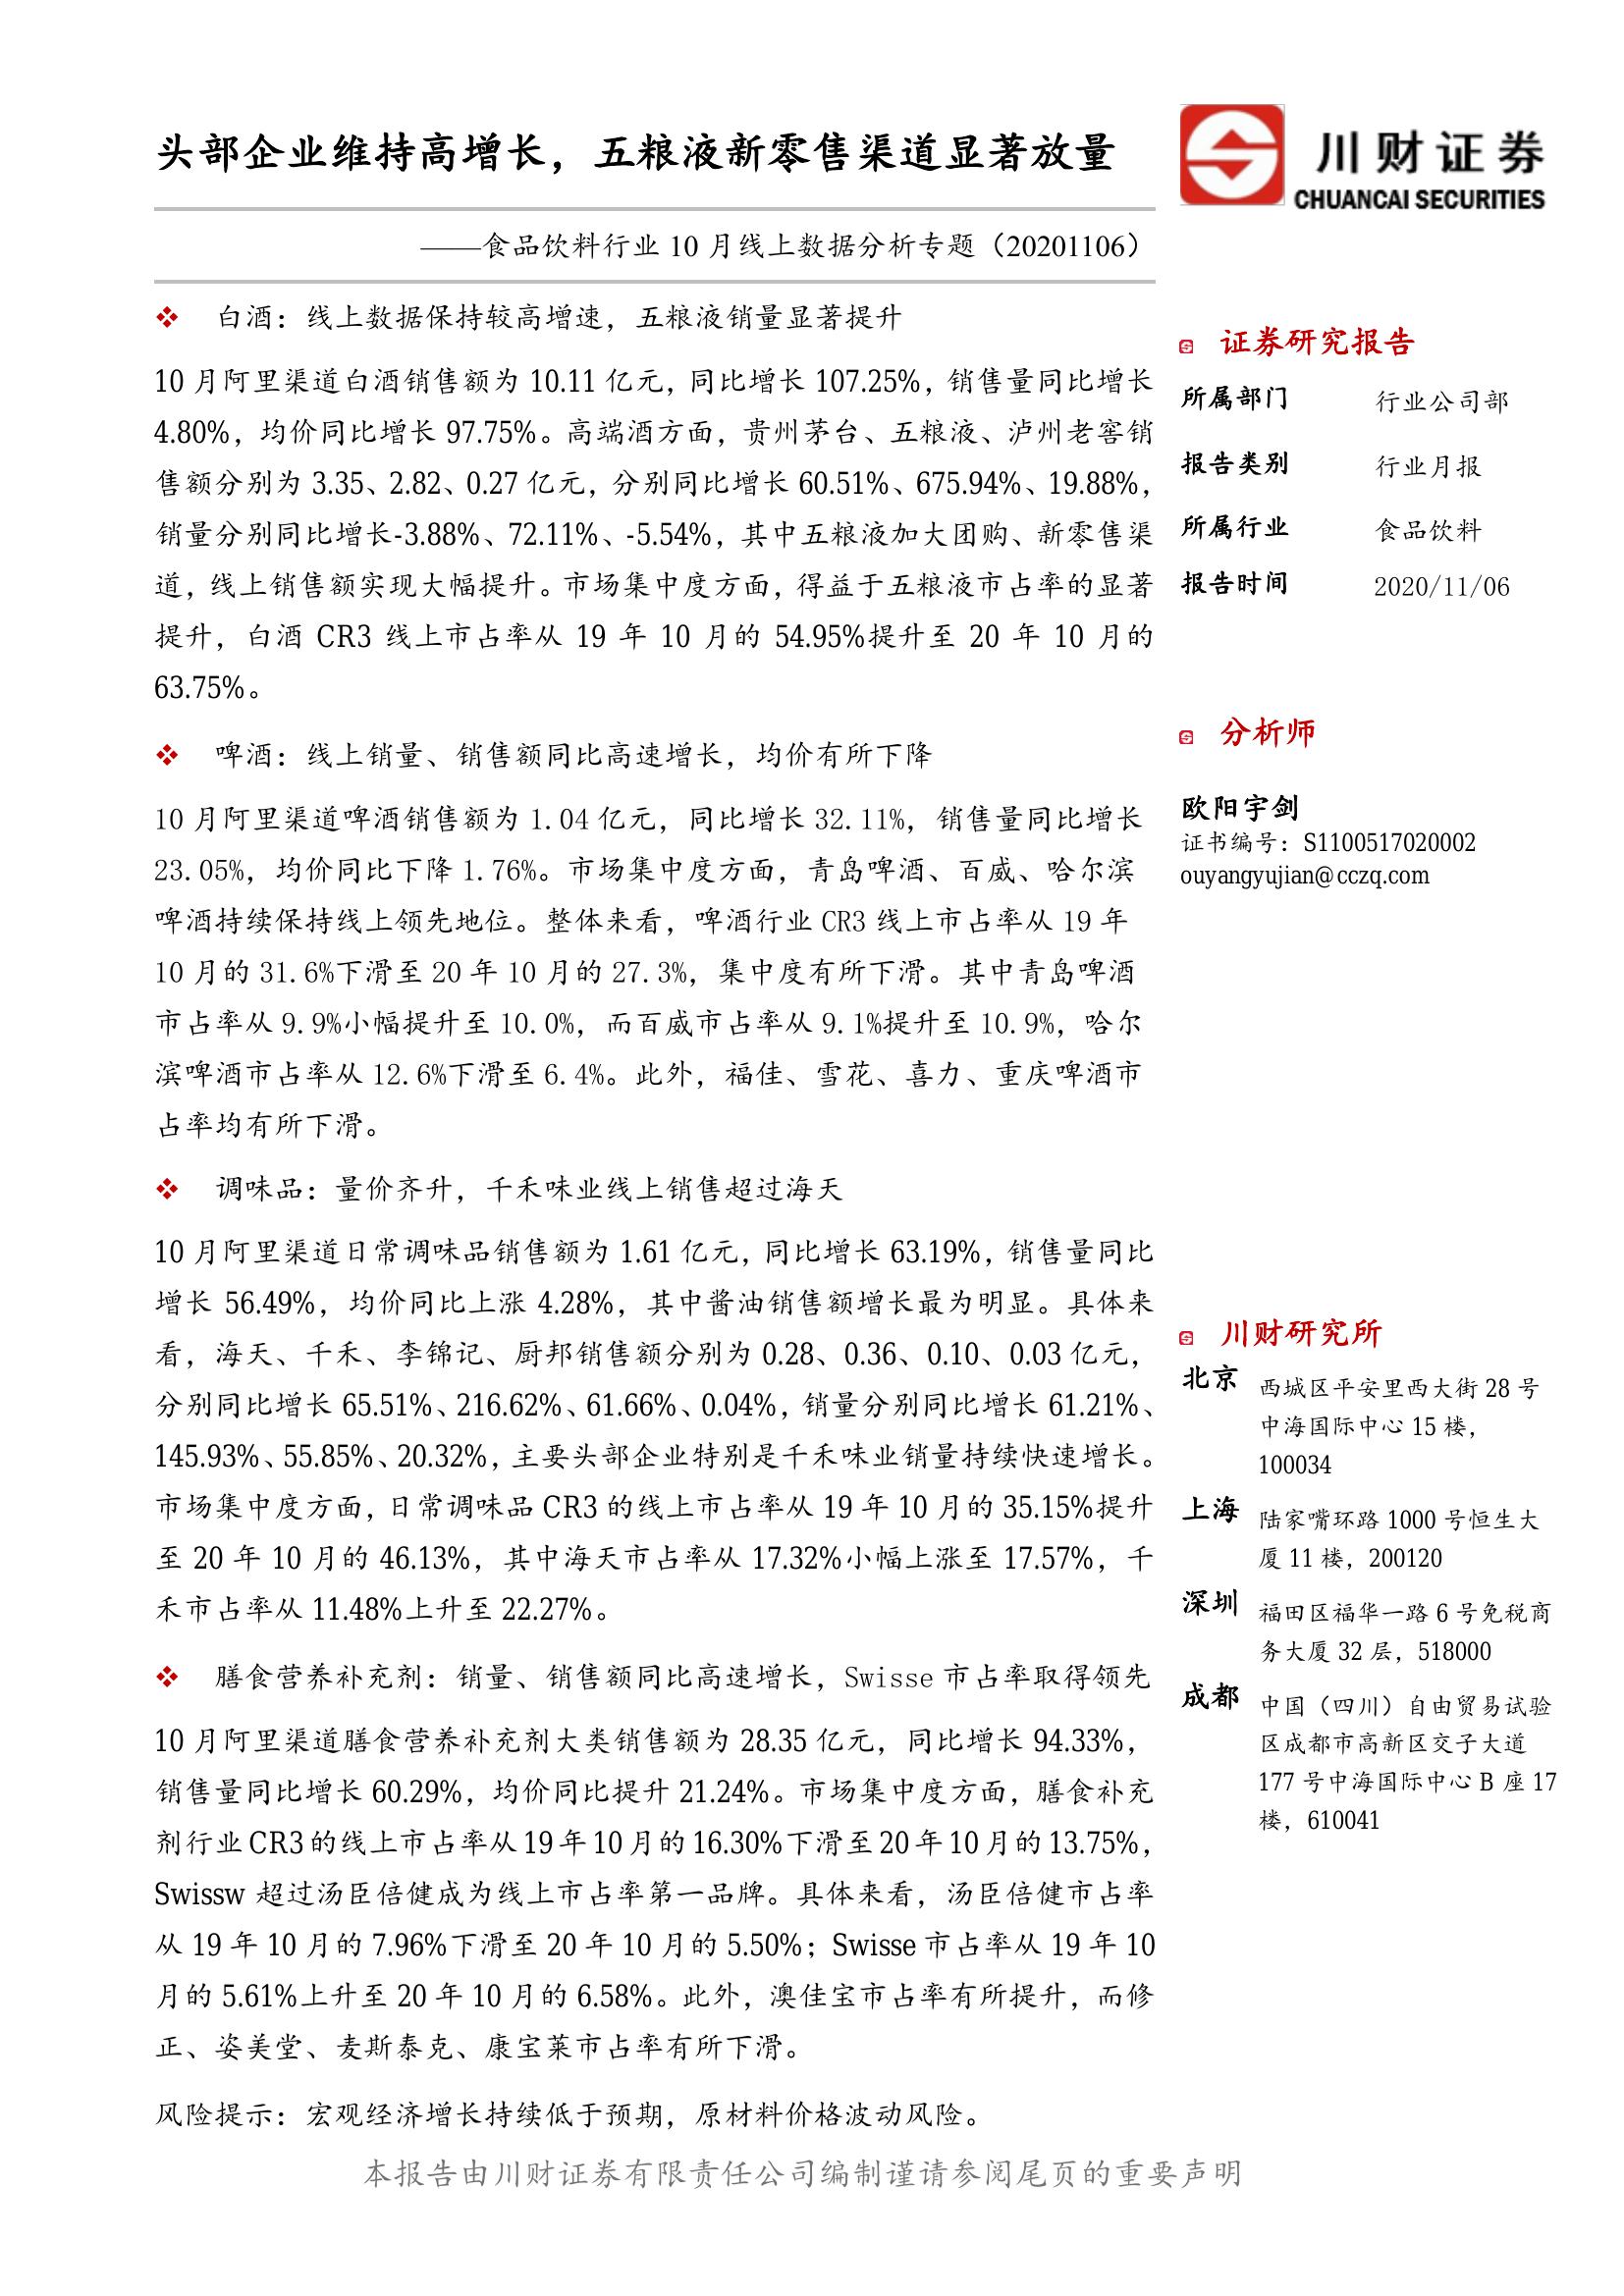 头部企业维持高增长，五粮液新零售渠道显著放量
——食品饮料行业 10 月线上数据分析专题（20201106）
❖ 白酒：线上数据保持较高增速，五粮液销量显著提升
10 月阿里渠道白酒销售额为 10.11 亿元，同比增长 107.25%，销售量同比增长
4.80%，均价同比增长 97.75%。高端酒方面，贵州茅台、五粮液、泸州老窖销
售额分别为 3.35、2.82、0.27 亿元，分别同比增长 60.51%、675.94%、19.88%，
销量分别同比增长-3.88%、72.11%、-5.54%，其中五粮液加大团购、新零售渠
道，线上销售额实现大幅提升。市场集中度方面，得益于五粮液市占率的显著
提升，白酒 CR3 线上市占率从 19 年 10 月的 54.95%提升至 20 年 10 月的
63.75%。
❖ 啤酒：线上销量、销售额同比高速增长，均价有所下降
10 月阿里渠道啤酒销售额为 1.04 亿元，同比增长 32.11%，销售量同比增长
23.05%，均价同比下降 1.76%。市场集中度方面，青岛啤酒、百威、哈尔滨
啤酒持续保持线上领先地位。整体来看，啤酒行业 CR3 线上市占率从 19 年
10 月的 31.6%下滑至 20 年 10 月的 27.3%，集中度有所下滑。其中青岛啤酒
市占率从 9.9%小幅提升至 10.0%，而百威市占率从 9.1%提升至 10.9%，哈尔
滨啤酒市占率从 12.6%下滑至 6.4%。此外，福佳、雪花、喜力、重庆啤酒市
占率均有所下滑。
❖ 调味品：量价齐升，千禾味业线上销售超过海天
10 月阿里渠道日常调味品销售额为 1.61 亿元，同比增长 63.19%，销售量同比
增长 56.49%，均价同比上涨 4.28%，其中酱油销售额增长最为明显。具体来
看，海天、千禾、李锦记、厨邦销售额分别为 0.28、0.36、0.10、0.03 亿元，
分别同比增长 65.51%、216.62%、61.66%、0.04%，销量分别同比增长 61.21%、
145.93%、55.85%、20.32%，主要头部企业特别是千禾味业销量持续快速增长。
市场集中度方面，日常调味品 CR3 的线上市占率从 19 年 10 月的 35.15%提升
至 20 年 10 月的 46.13%，其中海天市占率从 17.32%小幅上涨至 17.57%，千
禾市占率从 11.48%上升至 22.27%。
❖ 膳食营养补充剂：销量、销售额同比高速增长，Swisse 市占率取得领先
10 月阿里渠道膳食营养补充剂大类销售额为 28.35 亿元，同比增长 94.33%，
销售量同比增长 60.29%，均价同比提升 21.24%。市场集中度方面，膳食补充
剂行业 CR3 的线上市占率从 19 年 10 月的 16.30%下滑至 20 年 10 月的 13.75%，
Swissw 超过汤臣倍健成为线上市占率第一品牌。具体来看，汤臣倍健市占率
从 19 年 10 月的 7.96%下滑至 20 年 10 月的 5.50%；Swisse 市占率从 19 年 10
月的 5.61%上升至 20 年 10 月的 6.58%。此外，澳佳宝市占率有所提升，而修
正、姿美堂、麦斯泰克、康宝莱市占率有所下滑。
风险提示：宏观经济增长持续低于预期，原材料价格波动风险。
川财证券
CHUANCAI SECURITIES
证券研究报告
所属部门 行业公司部
报告类别 行业月报
所属行业 食品饮料
报告时间 2020/11/06
分析师
欧阳宇剑
证书编号：S1100517020002
ouyangyujian@cczq.com
川财研究所
北京 西城区平安里西大街 28 号
中海国际中心 15 楼，
100034
上海 陆家嘴环路 1000 号恒生大
厦 11 楼，200120
深圳 福田区福华一路 6 号免税商
务大厦 32 层，518000
成都 中国（四川）自由贸易试验
区成都市高新区交子大道
177 号中海国际中心 B 座 17
楼，610041
本报告由川财证券有限责任公司编制谨请参阅尾页的重要声明